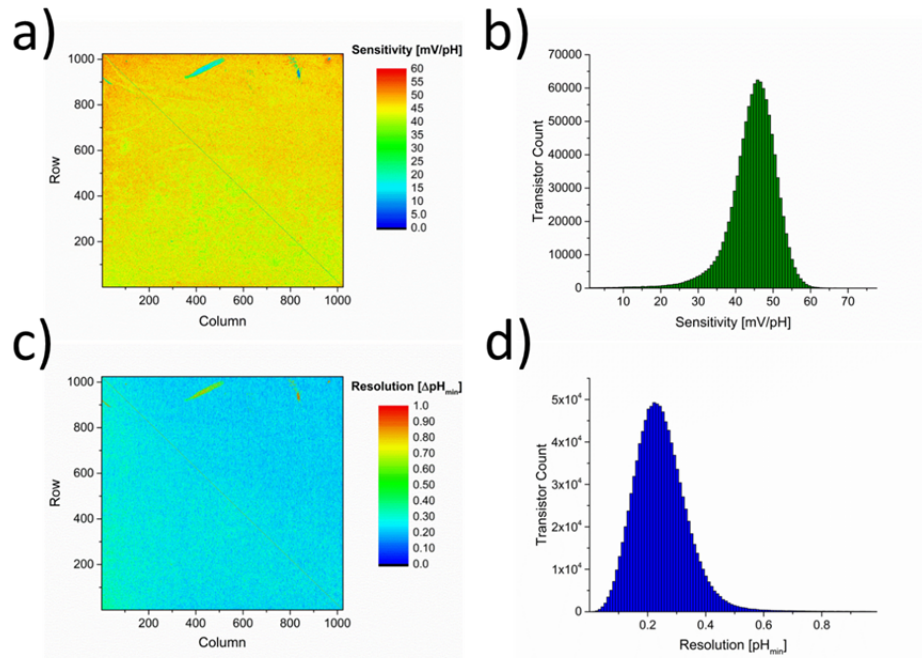 a)
Sensitivity [mV/pH]
1000
800
600
400
200
Row
200 400 600 800 1000
Column
60
55
50
45
40
35
30
25
20
15
10
5.0
0.0
b)
70000
60000
50000
40000
30000
20000
10000
0
Transistor Count
10 20 30 40 50 60 70
Sensitivity [mV/pH]
c)
Resolution [ΔpHmin]
1000
800
600
400
200
Row
200 400 600 800 1000
Column
1.0
0.90
0.80
0.70
0.60
0.50
0.40
0.30
0.20
0.10
0.0
d)
5x10⁴
4x10⁴
3x10⁴
2x10⁴
1x10⁴
0
Transistor Count
0.2 0.4 0.6 0.8
Resolution [pHmin]